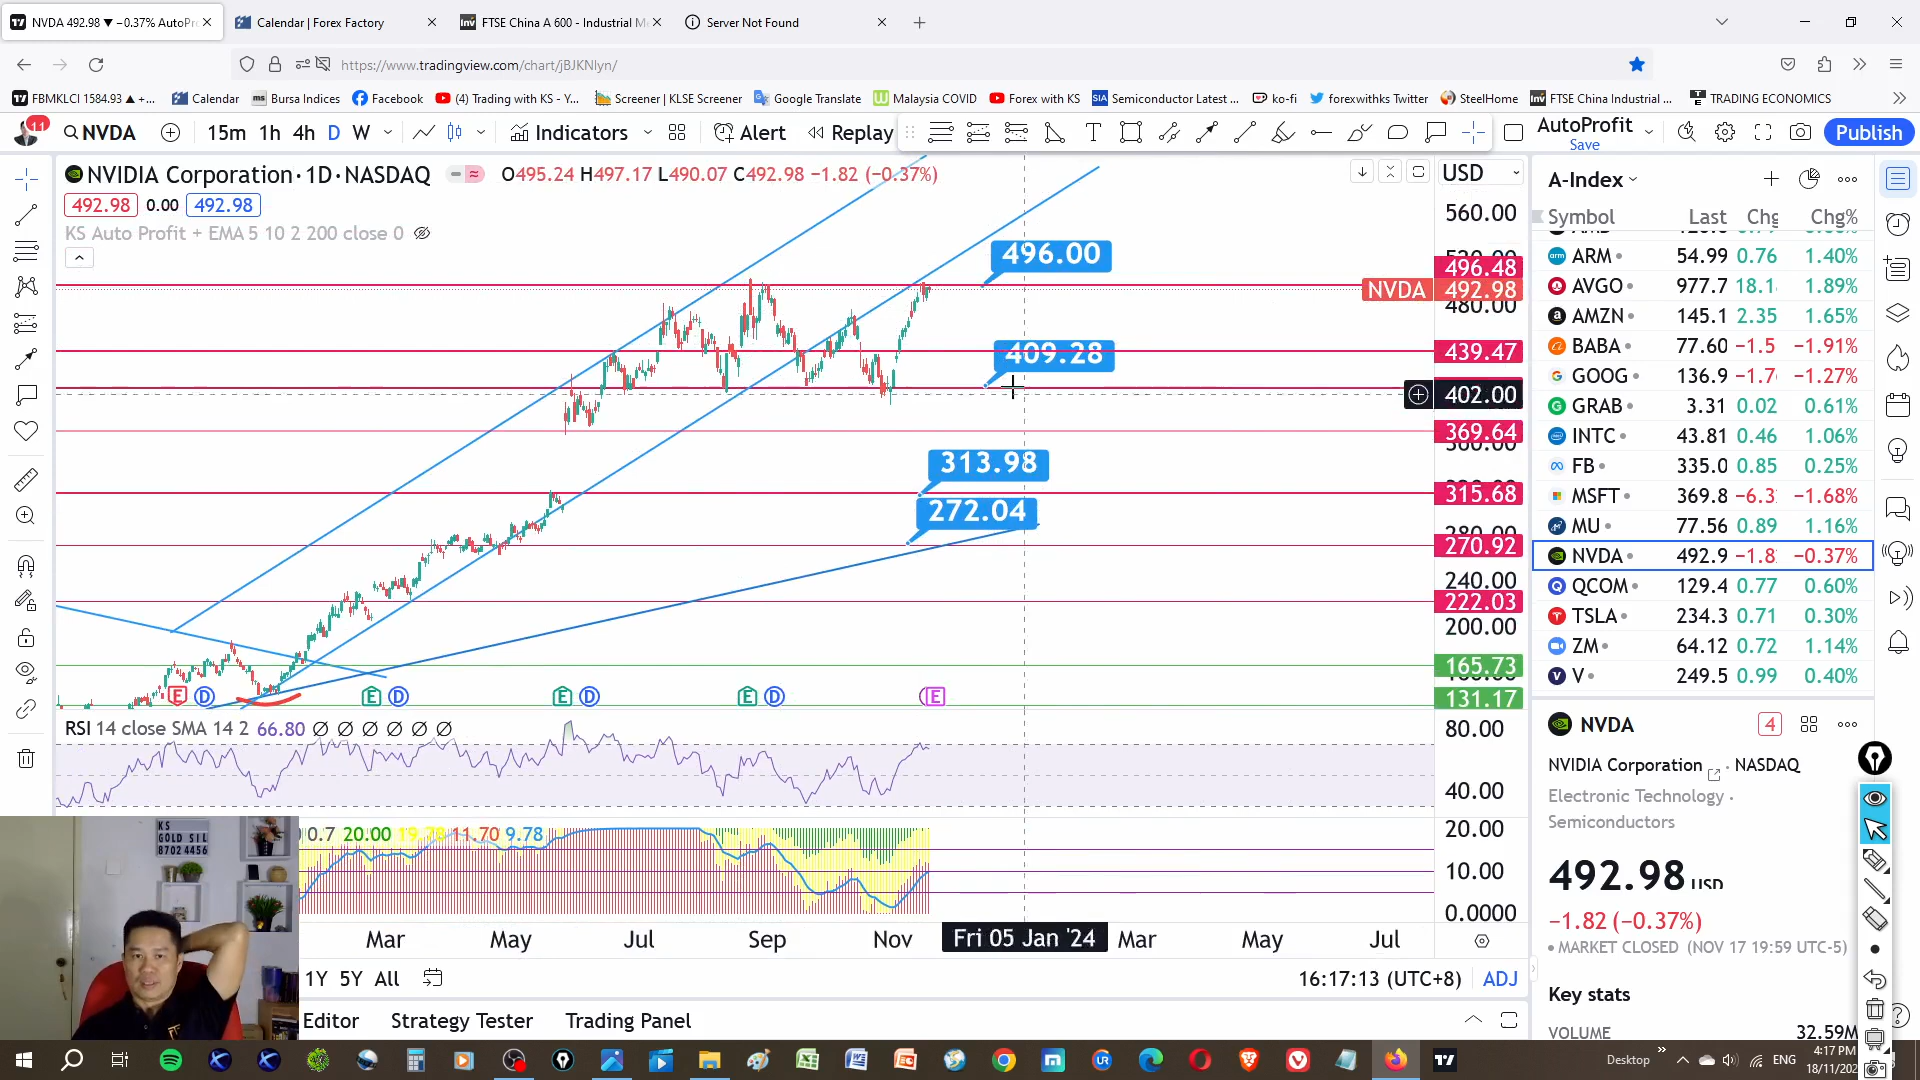 NVDA 492.98 ▼ −0.37% AutoPr
Calendar | Forex Factory
FTSE China A 600 - Industrial M
Server Not Found
https://www.tradingview.com/chart/jBJKNlyn/
FBMKLCI 1584.93 ▲ +...
Calendar
Bursa Indices
Facebook
(4) Trading with KS - Y...
Screener | KLSE Screener
Google Translate
Malaysia COVID
Forex with KS
Semiconductor Latest ...
ko-fi
forexwithks Twitter
SteelHome
FTSE China Industrial ...
TRADING ECONOMICS
11
NVDA
15m 1h 4h D W
Indicators
Alert
Replay
AutoProfit
Save
Publish
NVIDIA Corporation · 1D · NASDAQ
O495.24 H497.17 L490.07 C492.98 −1.82 (−0.37%)
492.98 0.00 492.98
KS Auto Profit + EMA 5 10 2 200 close 0
USD
560.00
496.00
496.48
NVDA 492.98
480.00
439.47
409.28
402.00
369.64
360.00
313.98
315.68
272.04
280.00
270.92
240.00
222.03
200.00
165.73
131.17
E D E D E D E D E
RSI 14 close SMA 14 2 66.80 Ø Ø Ø Ø Ø Ø
80.00
40.00
0.7 20.00 19.78 11.70 9.78
20.00
10.00
0.0000
Mar May Jul Sep Nov Fri 05 Jan '24 Mar May Jul
1Y 5Y All
16:17:13 (UTC+8) ADJ
Editor Strategy Tester Trading Panel
A-Index
Symbol Last Chg Chg%
ARM 54.99 0.76 1.40%
AVGO 977.7 18.1 1.89%
AMZN 145.1 2.35 1.65%
BABA 77.60 −1.5 −1.91%
GOOG 136.9 −1.7 −1.27%
GRAB 3.31 0.02 0.61%
INTC 43.81 0.46 1.06%
FB 335.0 0.85 0.25%
MSFT 369.8 −6.3 −1.68%
MU 77.56 0.89 1.16%
NVDA 492.9 −1.8 −0.37%
QCOM 129.4 0.77 0.60%
TSLA 234.3 0.71 0.30%
ZM 64.12 0.72 1.14%
V 249.5 0.99 0.40%
NVDA
4
NVIDIA Corporation · NASDAQ
Electronic Technology ·
Semiconductors
492.98 USD
−1.82 (−0.37%)
MARKET CLOSED (NOV 17 19:59 UTC-5)
Key stats
VOLUME 32.59M
KS
GOLD SIL
8702 4456
Desktop
ENG
4:17 PM
18/11/202